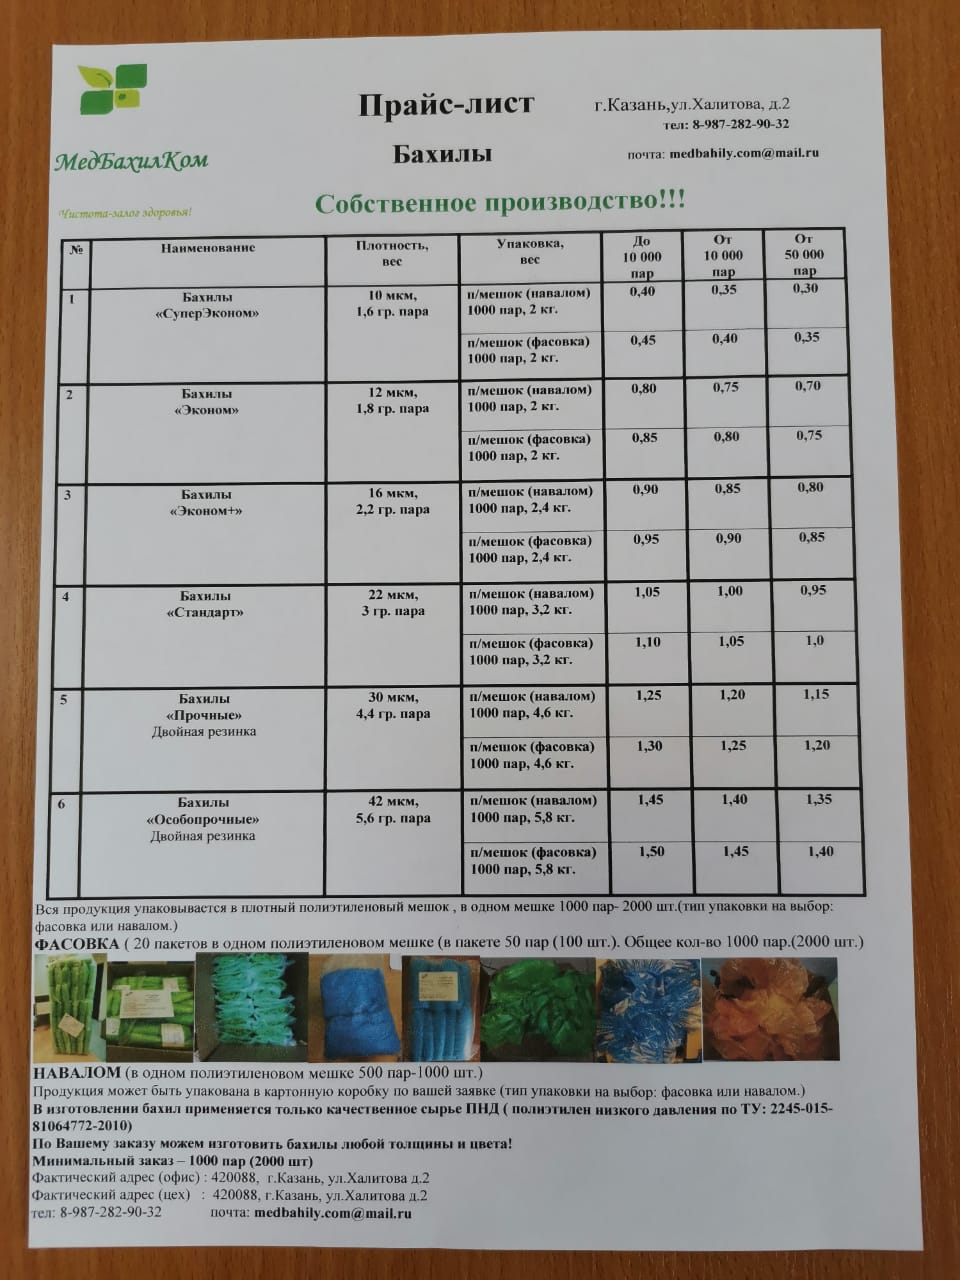 Прайс-лист
г.Казань,ул.Халитова, д.2
тел: 8-987-282-90-32
МедБахилКом
Бахилы
почта: medbahily.com@mail.ru
Чистота-залог здоровья!
Собственное производство!!!
№ Наименование Плотность, вес Упаковка, вес До 10 000 пар От 10 000 пар От 50 000 пар
1 Бахилы «СуперЭконом» 10 мкм, 1,6 гр. пара п/мешок (навалом) 1000 пар, 2 кг. 0,40 0,35 0,30
п/мешок (фасовка) 1000 пар, 2 кг. 0,45 0,40 0,35
2 Бахилы «Эконом» 12 мкм, 1,8 гр. пара п/мешок (навалом) 1000 пар, 2 кг. 0,80 0,75 0,70
п/мешок (фасовка) 1000 пар, 2 кг. 0,85 0,80 0,75
3 Бахилы «Эконом+» 16 мкм, 2,2 гр. пара п/мешок (навалом) 1000 пар, 2,4 кг. 0,90 0,85 0,80
п/мешок (фасовка) 1000 пар, 2,4 кг. 0,95 0,90 0,85
4 Бахилы «Стандарт» 22 мкм, 3 гр. пара п/мешок (навалом) 1000 пар, 3,2 кг. 1,05 1,00 0,95
п/мешок (фасовка) 1000 пар, 3,2 кг. 1,10 1,05 1,0
5 Бахилы «Прочные» Двойная резинка 30 мкм, 4,4 гр. пара п/мешок (навалом) 1000 пар, 4,6 кг. 1,25 1,20 1,15
п/мешок (фасовка) 1000 пар, 4,6 кг. 1,30 1,25 1,20
6 Бахилы «Особопрочные» Двойная резинка 42 мкм, 5,6 гр. пара п/мешок (навалом) 1000 пар, 5,8 кг. 1,45 1,40 1,35
п/мешок (фасовка) 1000 пар, 5,8 кг. 1,50 1,45 1,40
Вся продукция упаковывается в плотный полиэтиленовый мешок , в одном мешке 1000 пар- 2000 шт.(тип упаковки на выбор:
фасовка или навалом.)
ФАСОВКА ( 20 пакетов в одном полиэтиленовом мешке (в пакете 50 пар (100 шт.). Общее кол-во 1000 пар.(2000 шт.)
НАВАЛОМ (в одном полиэтиленовом мешке 500 пар-1000 шт.)
Продукция может быть упакована в картонную коробку по вашей заявке (тип упаковки на выбор: фасовка или навалом.)
В изготовлении бахил применяется только качественное сырье ПНД ( полиэтилен низкого давления по ТУ: 2245-015-
81064772-2010)
По Вашему заказу можем изготовить бахилы любой толщины и цвета!
Минимальный заказ – 1000 пар (2000 шт)
Фактический адрес (офис) : 420088, г.Казань, ул.Халитова д.2
Фактический адрес (цех) : 420088, г.Казань, ул.Халитова д.2
тел: 8-987-282-90-32 почта: medbahily.com@mail.ru